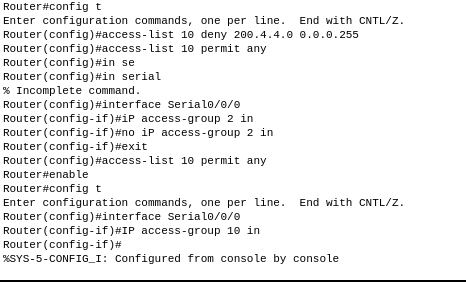 Router#config t
Enter configuration commands, one per line.  End with CNTL/Z.
Router(config)#access-list 10 deny 200.4.4.0 0.0.0.255
Router(config)#access-list 10 permit any
Router(config)#in se
Router(config)#in serial
% Incomplete command.
Router(config)#interface Serial0/0/0
Router(config-if)#iP access-group 2 in
Router(config-if)#no iP access-group 2 in
Router(config-if)#exit
Router(config)#access-list 10 permit any
Router#enable
Router#config t
Enter configuration commands, one per line.  End with CNTL/Z.
Router(config)#interface Serial0/0/0
Router(config-if)#IP access-group 10 in
Router(config-if)#
%SYS-5-CONFIG_I: Configured from console by console